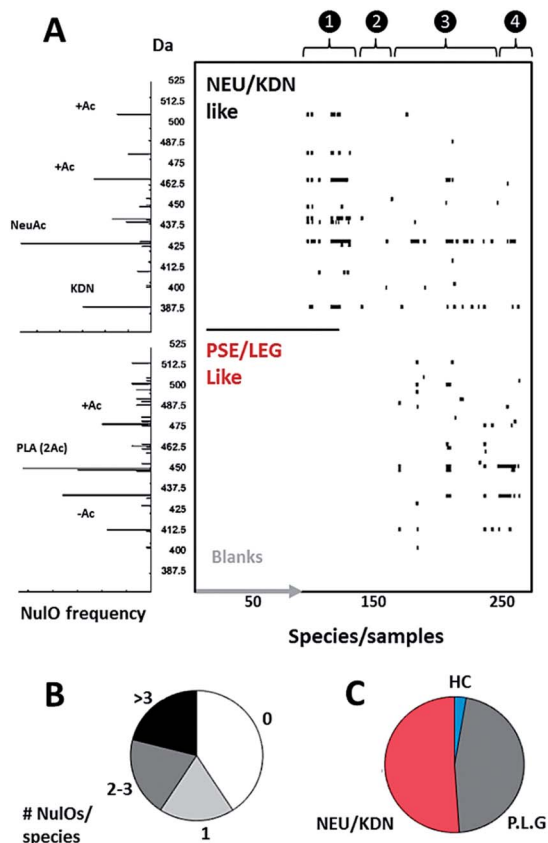 A
Da
1 2 3 4
525
512.5
+Ac
500
487.5
475
+Ac
462.5
450
437.5
NeuAc
425
412.5
400
KDN
387.5
NEU/KDN
like
525
512.5
500
+Ac
487.5
475
PLA (2Ac)
462.5
450
437.5
425
-Ac
412.5
400
387.5
PSE/LEG
Like
Blanks
NulO frequency
50 150 250
Species/samples
B
>3
0
2-3
1
# NulOs/
species
C
HC
NEU/KDN
P.L.G